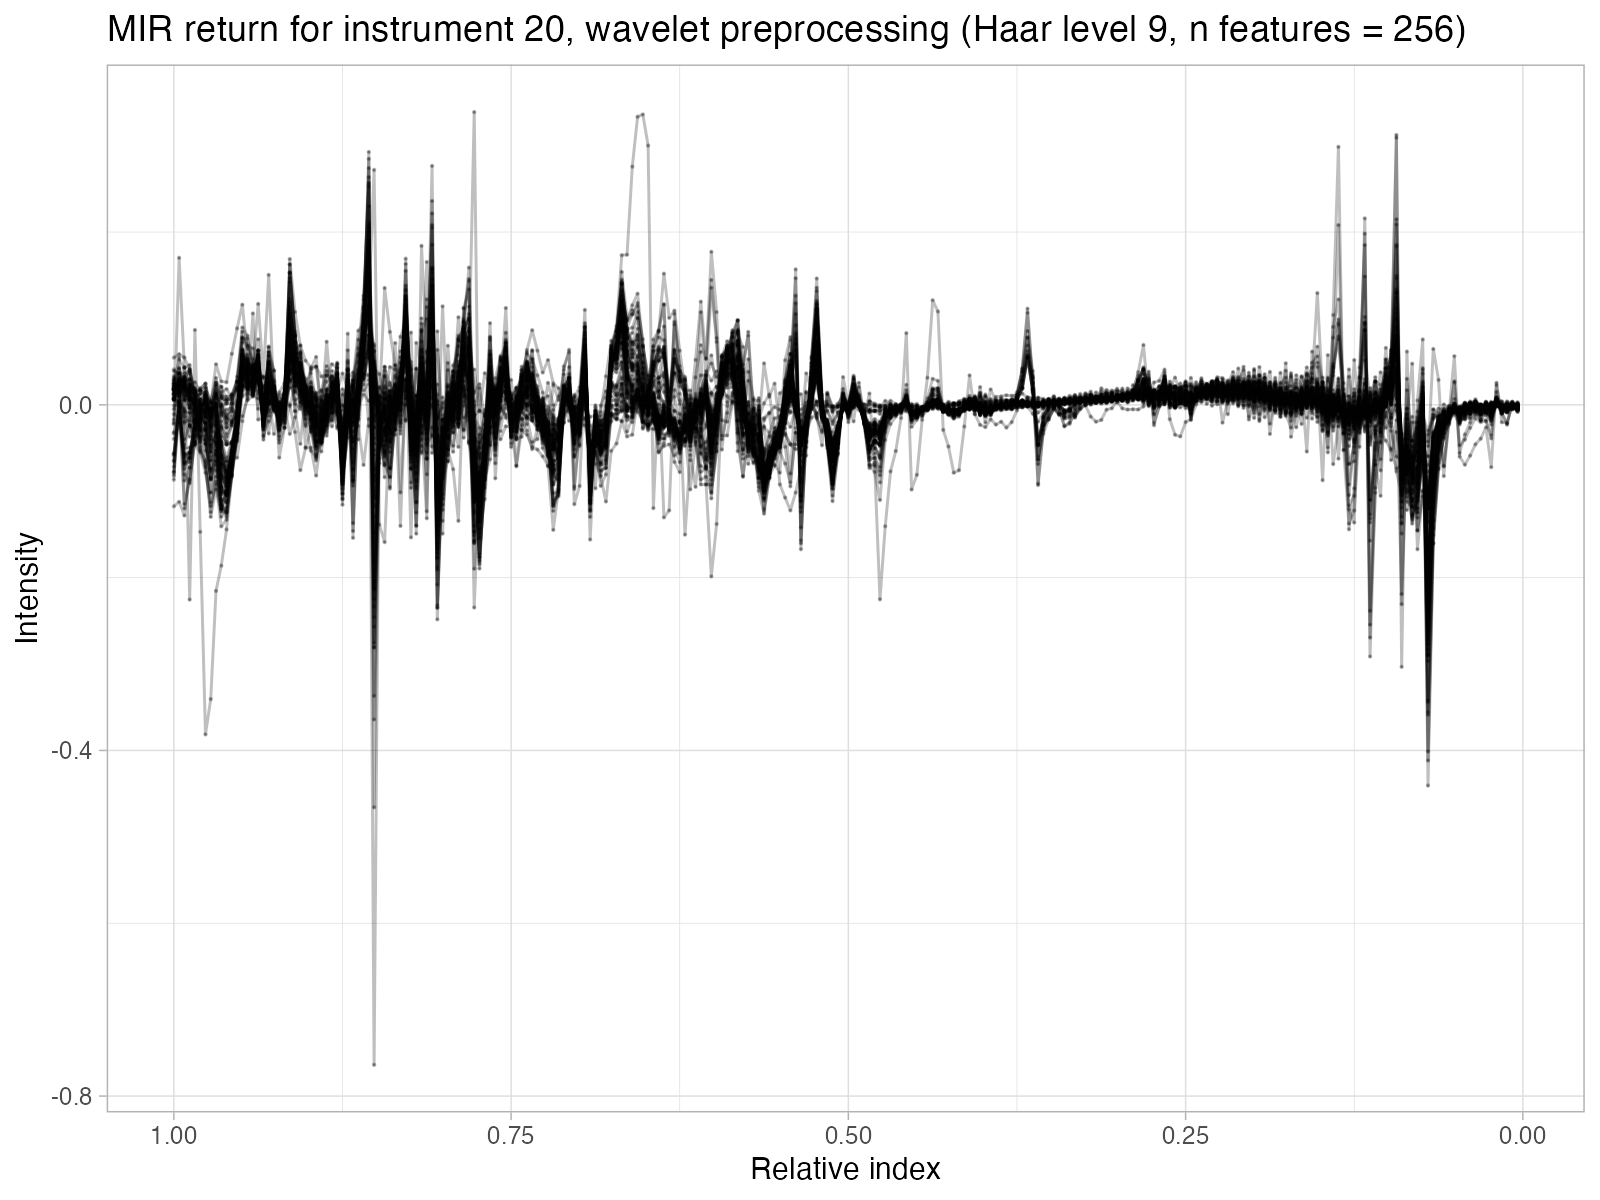 MIR return for instrument 20, wavelet preprocessing (Haar level 9, n features = 256)
0.0
-0.4
-0.8
Intensity
1.00 0.75 0.50 0.25 0.00
Relative index